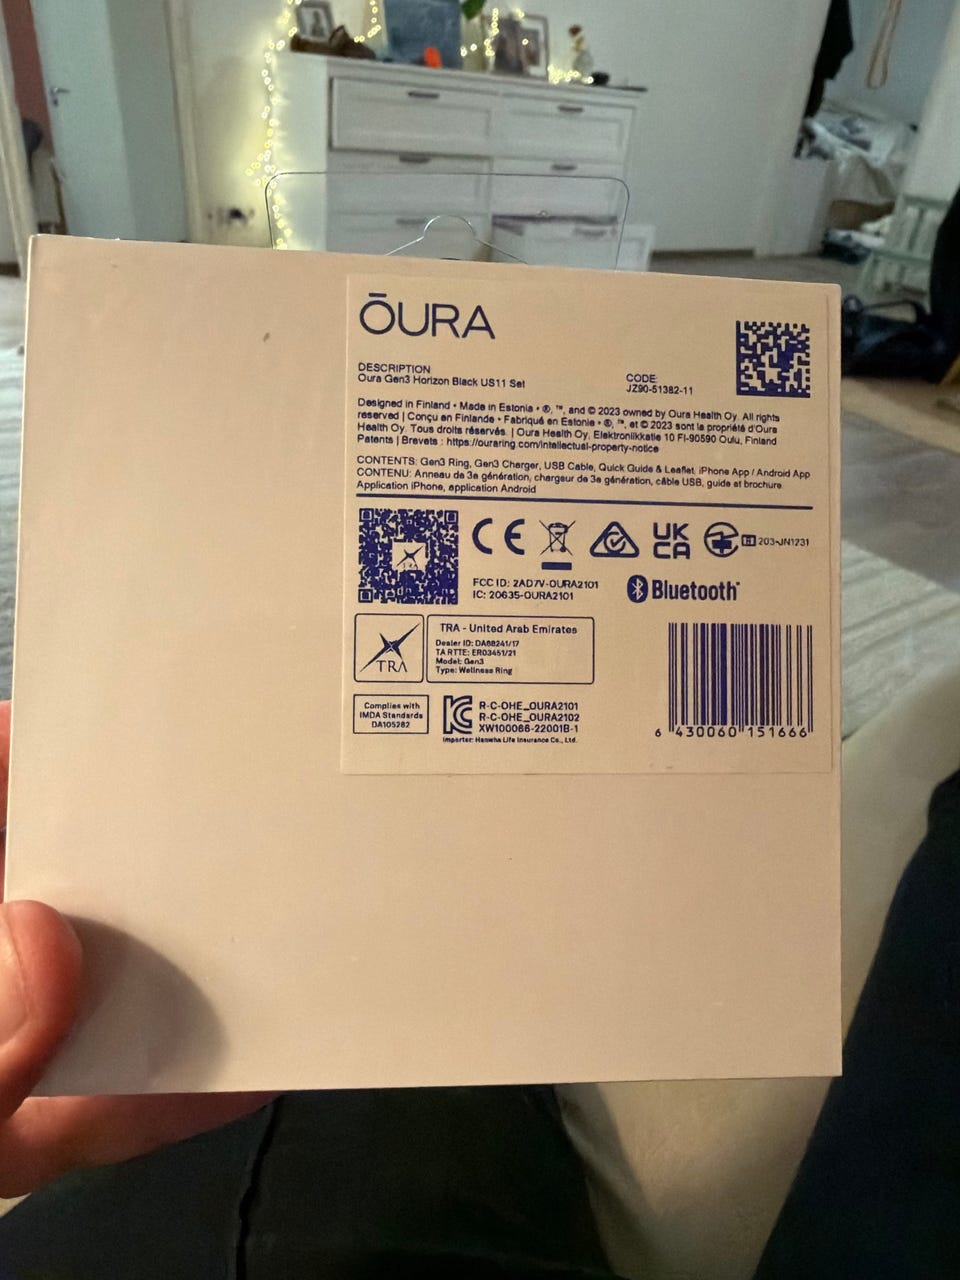 ŌURA
DESCRIPTION
Oura Gen3 Horizon Black US11 Set
CODE:
JZ90-51382-11
Designed in Finland • Made in Estonia • ®, ™, and © 2023 owned by Oura Health Oy. All rights
reserved | Conçu en Finlande • Fabriqué en Estonie • ®, ™, et © 2023 sont la propriété d'Oura
Health Oy. Tous droits réservés. | Oura Health Oy, Elektroniikkatie 10 FI-90590 Oulu, Finland
Patents | Brevets : https://ouraring.com/intellectual-property-notice
CONTENTS: Gen3 Ring, Gen3 Charger, USB Cable, Quick Guide & Leaflet, iPhone App / Android App
CONTENU: Anneau de 3e génération, chargeur de 3e génération, câble USB, guide et brochure
Application iPhone, application Android
CE
UK
CA
R 203-JN1231
FCC ID: 2AD7V-OURA2101
IC: 20635-OURA2101
Bluetooth®
TRA
TRA - United Arab Emirates
Dealer ID: DA88241/17
TA RTTE: ER03451/21
Model: Gen3
Type: Wellness Ring
Complies with
IMDA Standards
DA105282
R-C-OHE_OURA2101
R-C-OHE_OURA2102
XW100066-22001B-1
Importer: Hanwha Life Insurance Co., Ltd.
6 430060 151666